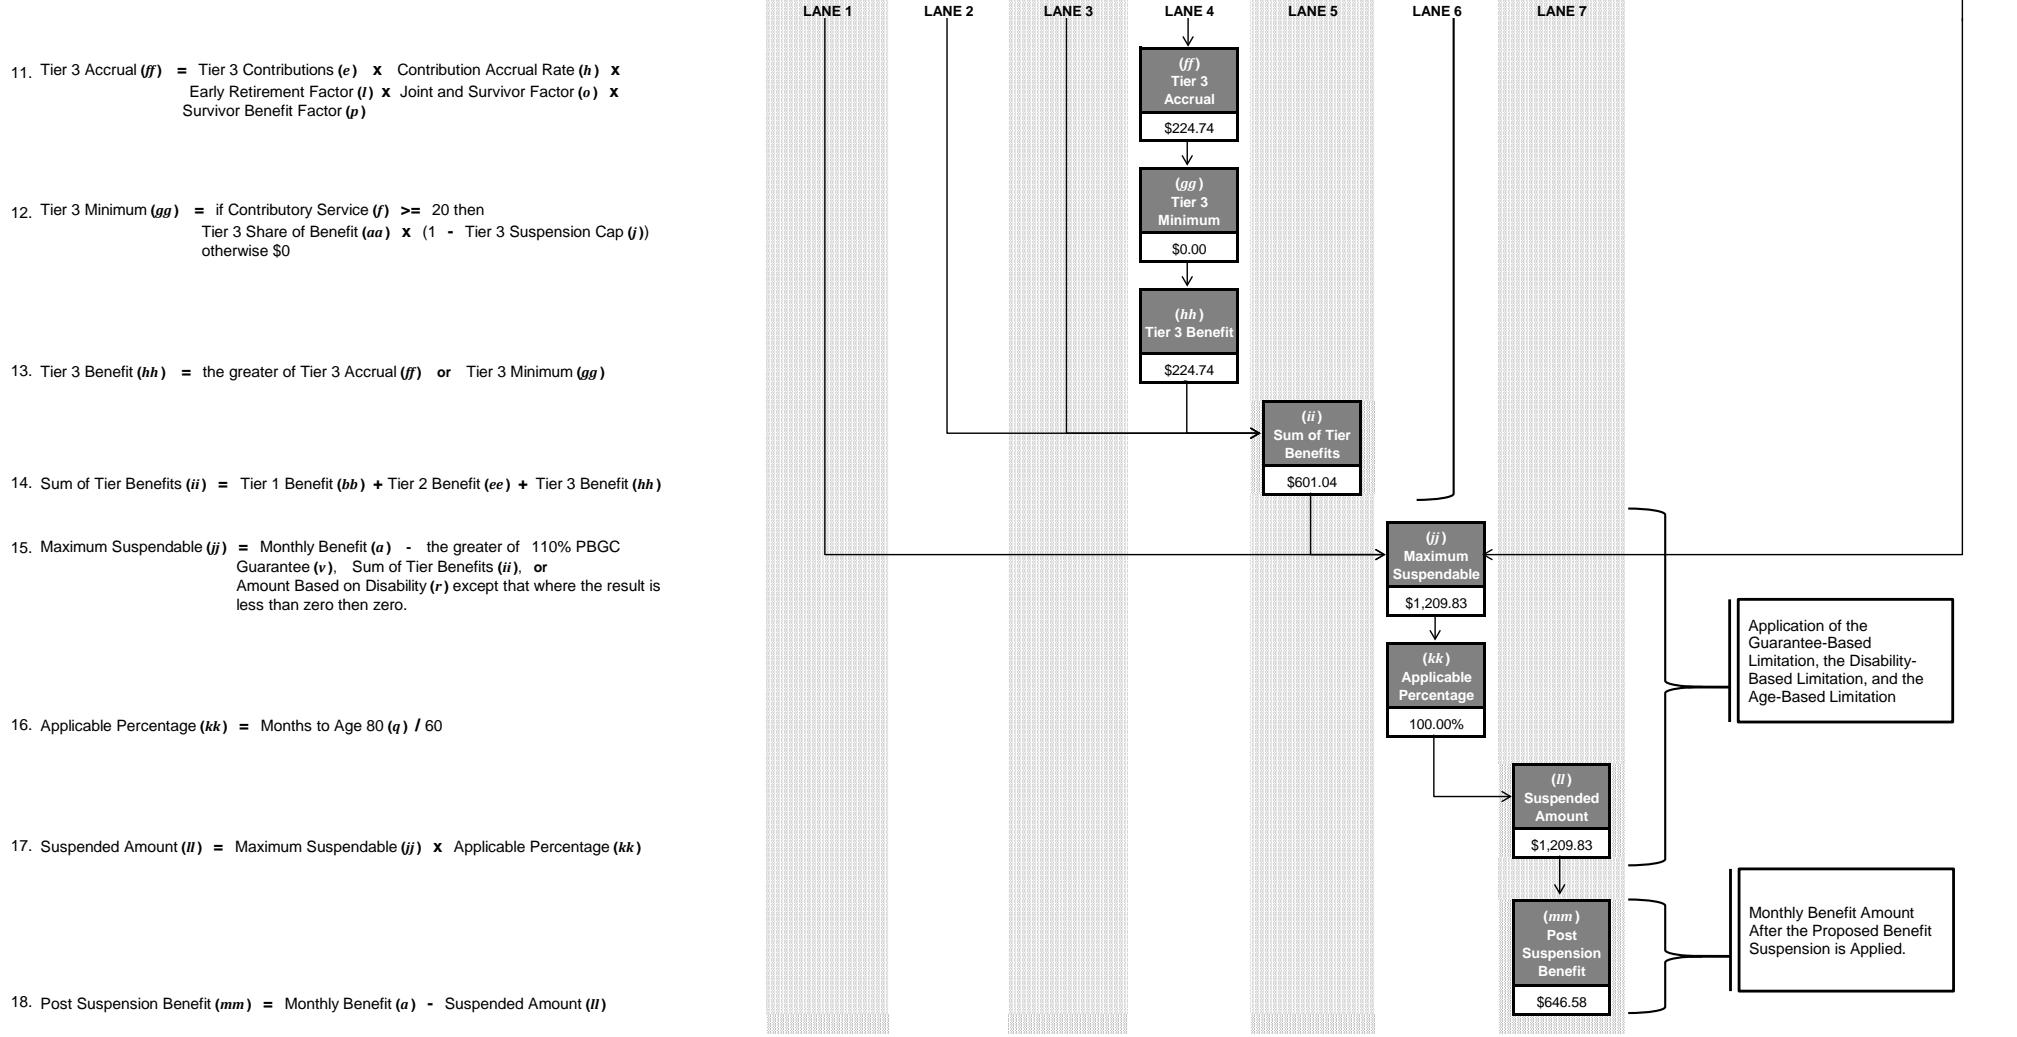 LANE 1 LANE 2 LANE 3 LANE 4 LANE 5 LANE 6 LANE 7
11. Tier 3 Accrual (ff) = Tier 3 Contributions (e) x Contribution Accrual Rate (h) x
Early Retirement Factor (l) x Joint and Survivor Factor (o) x
Survivor Benefit Factor (p)
(ff)
Tier 3
Accrual
$224.74
12. Tier 3 Minimum (gg) = if Contributory Service (f) >= 20 then
Tier 3 Share of Benefit (aa) x (1 - Tier 3 Suspension Cap (j))
otherwise $0
(gg)
Tier 3
Minimum
$0.00
13. Tier 3 Benefit (hh) = the greater of Tier 3 Accrual (ff) or Tier 3 Minimum (gg)
(hh)
Tier 3 Benefit
$224.74
14. Sum of Tier Benefits (ii) = Tier 1 Benefit (bb) + Tier 2 Benefit (ee) + Tier 3 Benefit (hh)
(ii)
Sum of Tier
Benefits
$601.04
15. Maximum Suspendable (jj) = Monthly Benefit (a) - the greater of 110% PBGC
Guarantee (v), Sum of Tier Benefits (ii), or
Amount Based on Disability (r) except that where the result is
less than zero then zero.
(jj)
Maximum
Suspendable
$1,209.83
Application of the
Guarantee-Based
Limitation, the Disability-
Based Limitation, and the
Age-Based Limitation
16. Applicable Percentage (kk) = Months to Age 80 (q) / 60
(kk)
Applicable
Percentage
100.00%
17. Suspended Amount (ll) = Maximum Suspendable (jj) x Applicable Percentage (kk)
(ll)
Suspended
Amount
$1,209.83
18. Post Suspension Benefit (mm) = Monthly Benefit (a) - Suspended Amount (ll)
(mm)
Post
Suspension
Benefit
$646.58
Monthly Benefit Amount
After the Proposed Benefit
Suspension is Applied.